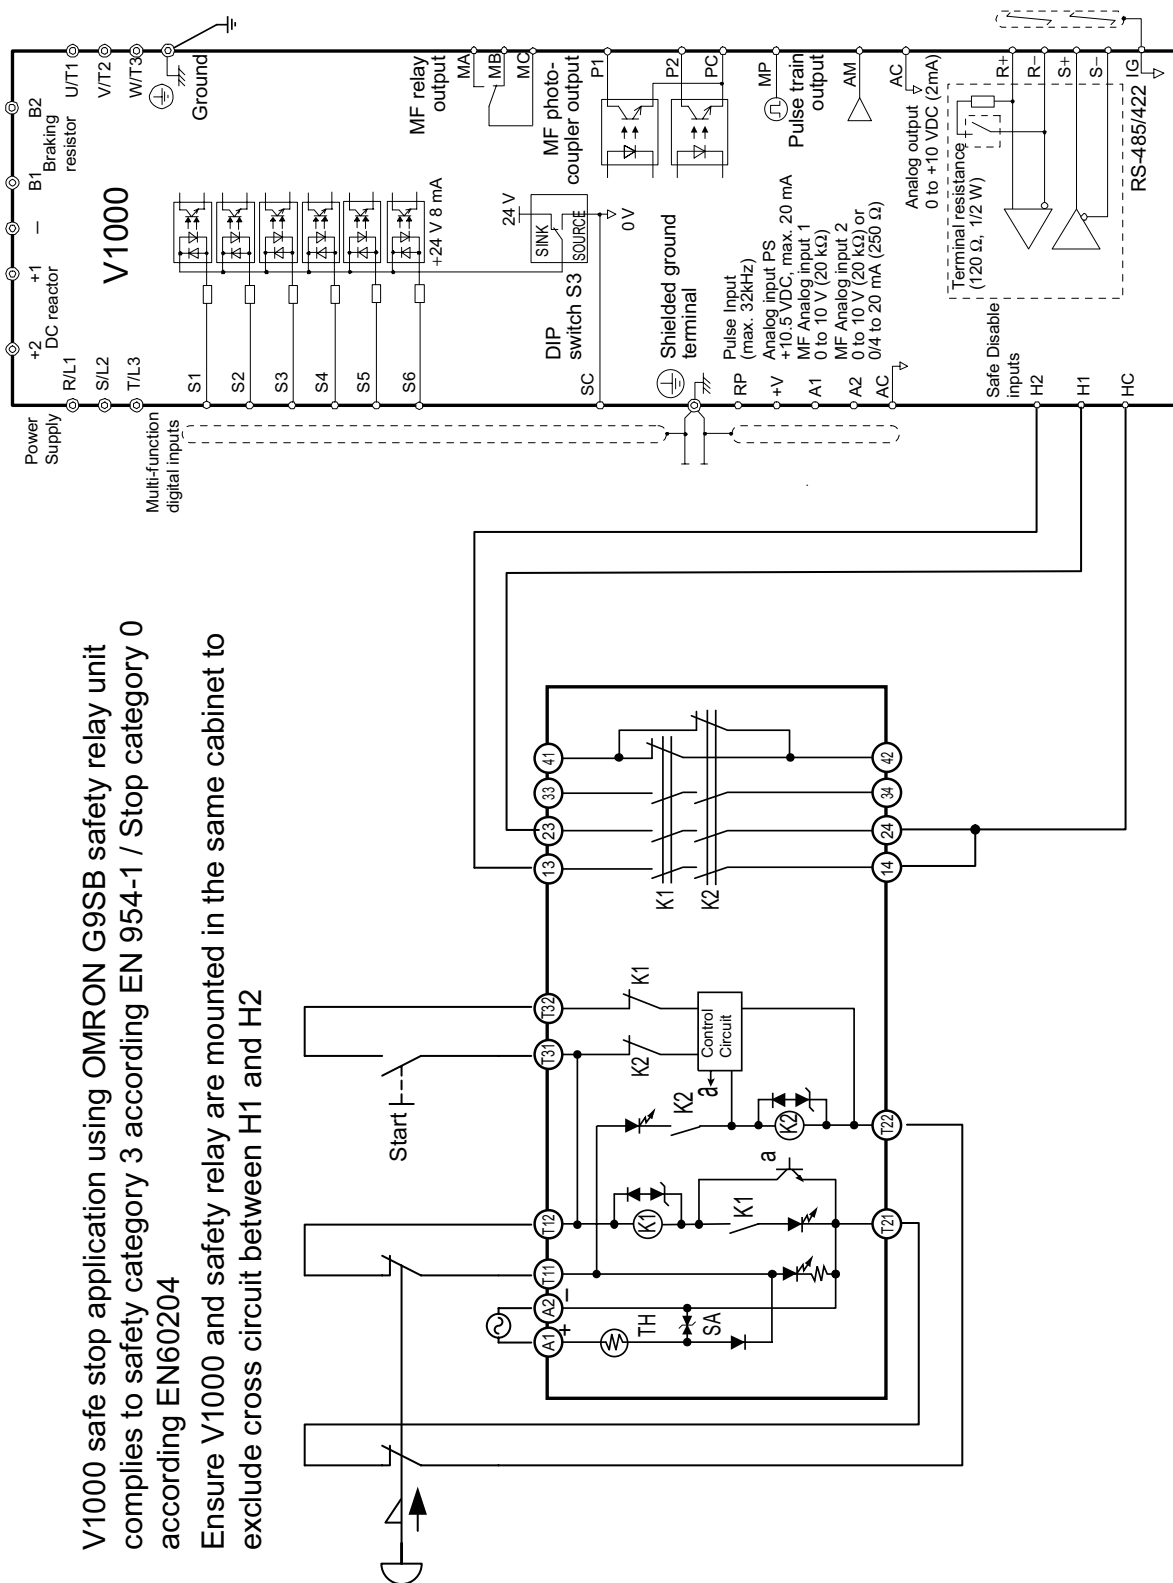 V1000 safe stop application using OMRON G9SB safety relay unit
complies to safety category 3 according EN 954-1 / Stop category 0
according EN60204
Ensure V1000 and safety relay are mounted in the same cabinet to
exclude cross circuit between H1 and H2
B1
B2
Braking
resistor
−
+1
+2
DC reactor
V1000
Power
Supply
R/L1
S/L2
T/L3
U/T1
V/T2
W/T3
Ground
Multi-function
digital inputs
S1
S2
S3
S4
S5
S6
+24 V 8 mA
MF relay
output
MA
MB
MC
DIP
switch S3
24 V
SINK
SOURCE
0 V
SC
MF photo-
coupler output
P1
P2
PC
Shielded ground
terminal
RP
Pulse Input
(max. 32kHz)
+V
Analog input PS
+10.5 VDC, max. 20 mA
A1
MF Analog input 1
0 to 10 V (20 kΩ)
A2
MF Analog input 2
0 to 10 V (20 kΩ) or
0/4 to 20 mA (250 Ω)
AC
MP
Pulse train
output
AM
AC
Analog output
0 to +10 VDC (2mA)
Terminal resistance
(120 Ω, 1/2 W)
R+
R−
S+
S−
IG
RS-485/422
Safe Disable
inputs
H2
H1
HC
Start
A1
A2
T11
T12
T31
T32
13
23
33
41
+
−
TH
SA
K1
K1
a
K2
K2
a
K2
K1
Control
Circuit
K1
K2
T21
T22
14
24
34
42